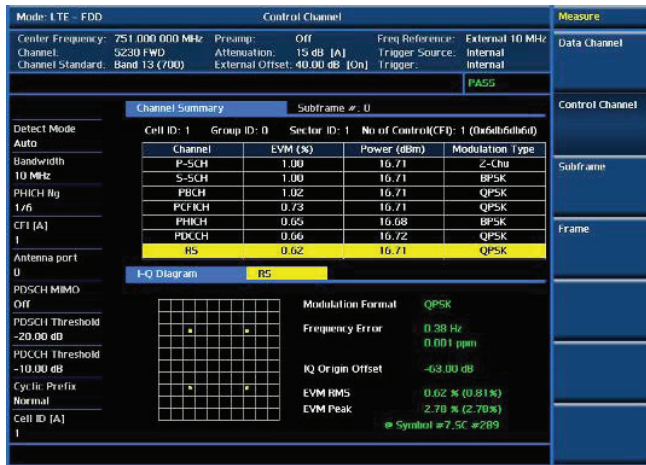 Mode: LTE - FDD Control Channel Measure
Center Frequency: 751.000 000 MHz Preamp: Off Freq Reference: External 10 MHz
Channel: 5230 FWD Attenuation: 15 dB [A] Trigger Source: Internal
Channel Standard: Band 13 (700) External Offset: 40.00 dB [On] Trigger: Internal
Data Channel
PASS
Channel Summary Subframe #: 0
Control Channel
Detect Mode
Auto
Cell ID: 1 Group ID: 0 Sector ID: 1 No of Control(CFI): 1 (0x6db6db6d)
Channel EVM (%) Power (dBm) Modulation Type
Bandwidth
10 MHz
P-SCH 1.00 16.71 Z-Chu
S-SCH 1.00 16.71 BPSK
Subframe
PHICH Ng
1/6
PBCH 1.02 16.71 QPSK
PCFICH 0.73 16.71 QPSK
CFI [A]
1
PHICH 0.65 16.68 BPSK
PDCCH 0.66 16.72 QPSK
RS 0.62 16.71 QPSK
Frame
Antenna port
0
I-Q Diagram RS
PDSCH MIMO
Off
Modulation Format QPSK
PDSCH Threshold
-20.00 dB
Frequency Error 0.38 Hz
0.001 ppm
PDCCH Threshold
-10.00 dB
IQ Origin Offset -63.00 dB
Cyclic Prefix
Normal
EVM RMS 0.62 % (0.81%)
EVM Peak 2.70 % (2.70%)
@ Symbol #7,SC #289
Cell ID [A]
1